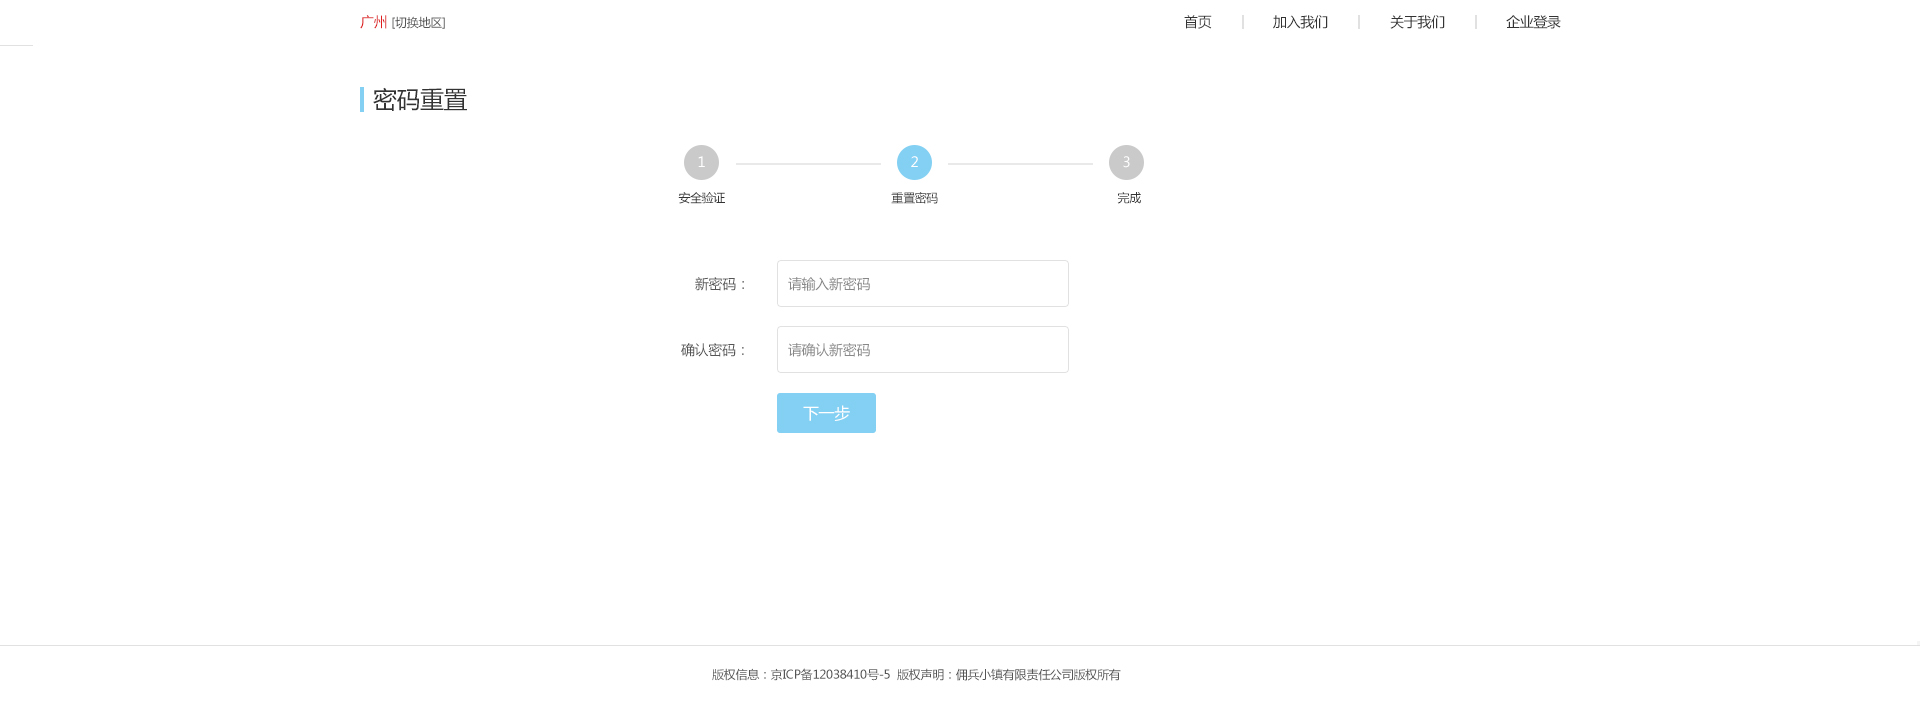 广州 [切换地区] 首页 加入我们 关于我们 企业登录
密码重置
1 2 3
安全验证 重置密码 完成
新密码： 请输入新密码
确认密码： 请确认新密码
下一步
版权信息：京ICP备12038410号-5 版权声明：佣兵小镇有限责任公司版权所有